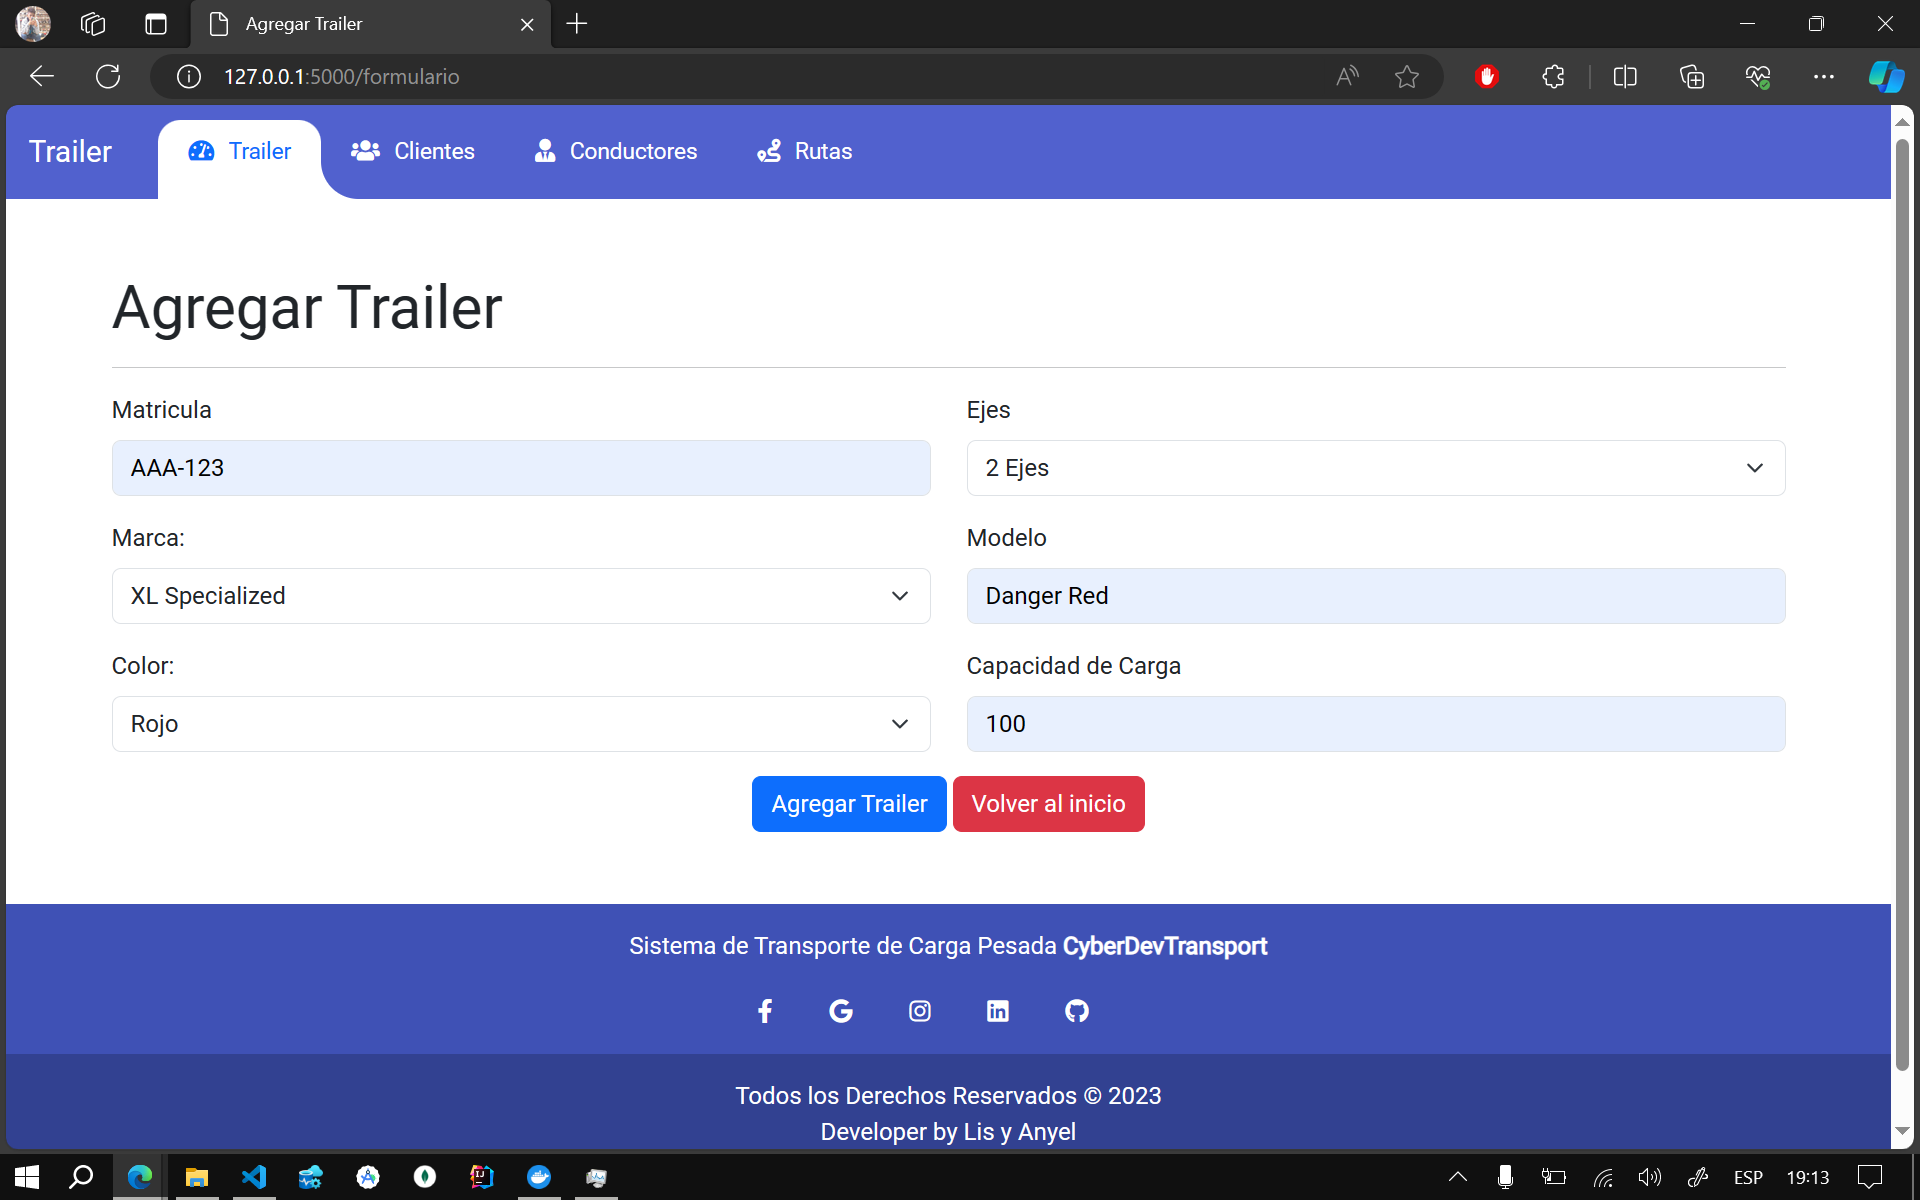 Agregar Trailer
127.0.0.1:5000/formulario
Trailer
Trailer
Clientes
Conductores
Rutas
Agregar Trailer
Matricula
Ejes
AAA-123
2 Ejes
Marca:
Modelo
XL Specialized
Danger Red
Color:
Capacidad de Carga
Rojo
100
Agregar Trailer
Volver al inicio
Sistema de Transporte de Carga Pesada CyberDevTransport
Todos los Derechos Reservados © 2023
Developer by Lis y Anyel
ESP
19:13